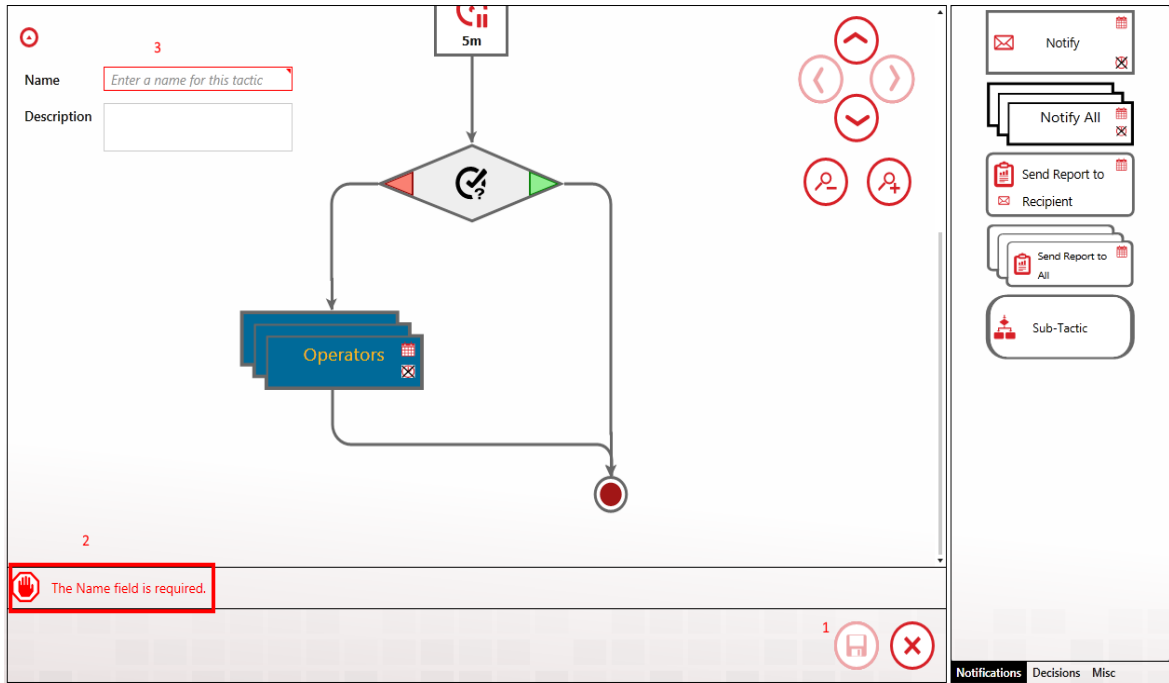 5m
3
Name
Enter a name for this tactic
Description
?
Operators
2
The Name field is required.
1
Notify
Notify All
Send Report to
Recipient
Send Report to
All
Sub-Tactic
Notifications Decisions Misc